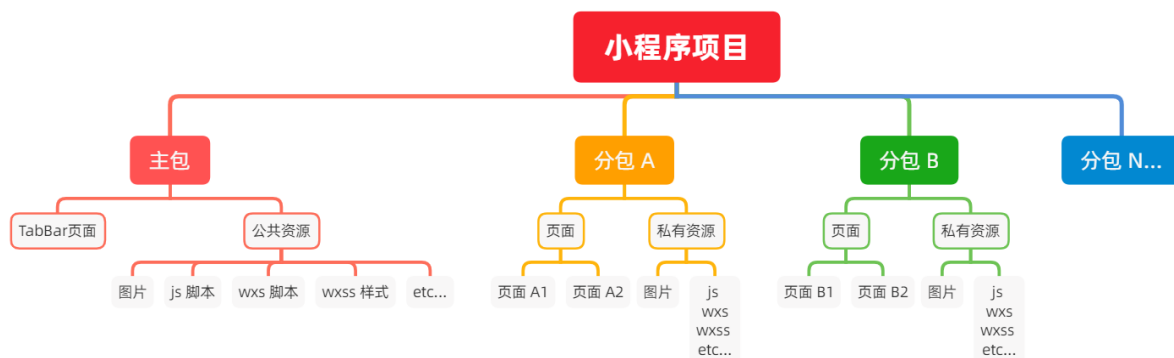 小程序项目
主包
分包 A
分包 B
分包 N...
TabBar页面
公共资源
页面
私有资源
页面
私有资源
图片
js 脚本
wxs 脚本
wxss 样式
etc...
页面 A1
页面 A2
图片
js
wxs
wxss
etc...
页面 B1
页面 B2
图片
js
wxs
wxss
etc...